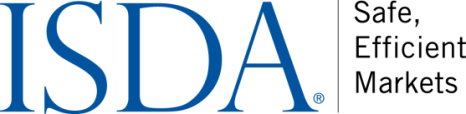 ISDA®
Safe,
Efficient
Markets